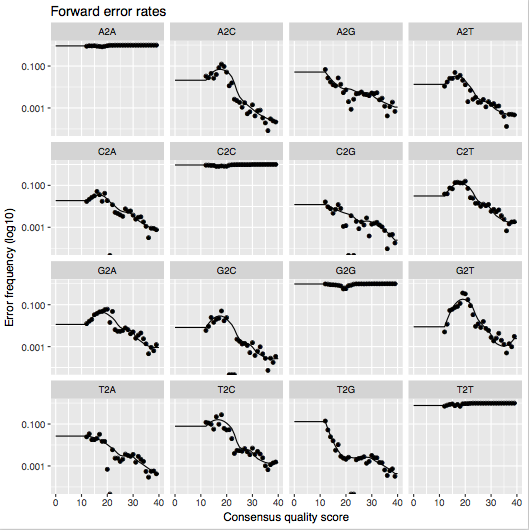 Forward error rates
A2A A2C A2G A2T
0.100
0.001
C2A C2C C2G C2T
0.100
0.001
Error frequency (log10)
G2A G2C G2G G2T
0.100
0.001
T2A T2C T2G T2T
0.100
0.001
0 10 20 30 40 0 10 20 30 40 0 10 20 30 40 0 10 20 30 40
Consensus quality score